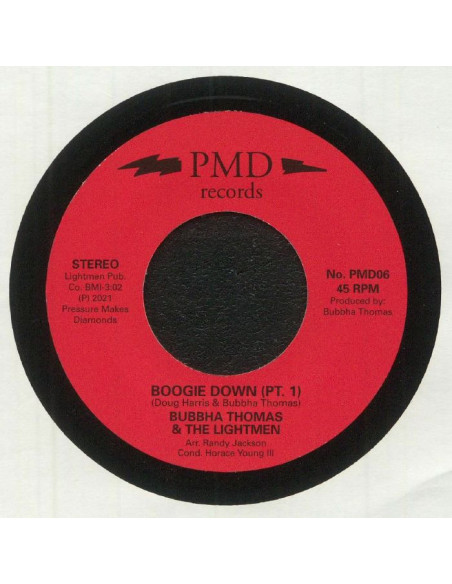 PMD
records
STEREO
Lightmen Pub.
Co. BMI-3:02
(P) 2021
Pressure Makes
Diamonds
No. PMD06
45 RPM
Produced by:
Bubbha Thomas
BOOGIE DOWN (PT. 1)
(Doug Harris & Bubbha Thomas)
BUBBHA THOMAS
& THE LIGHTMEN
Arr. Randy Jackson
Cond. Horace Young III